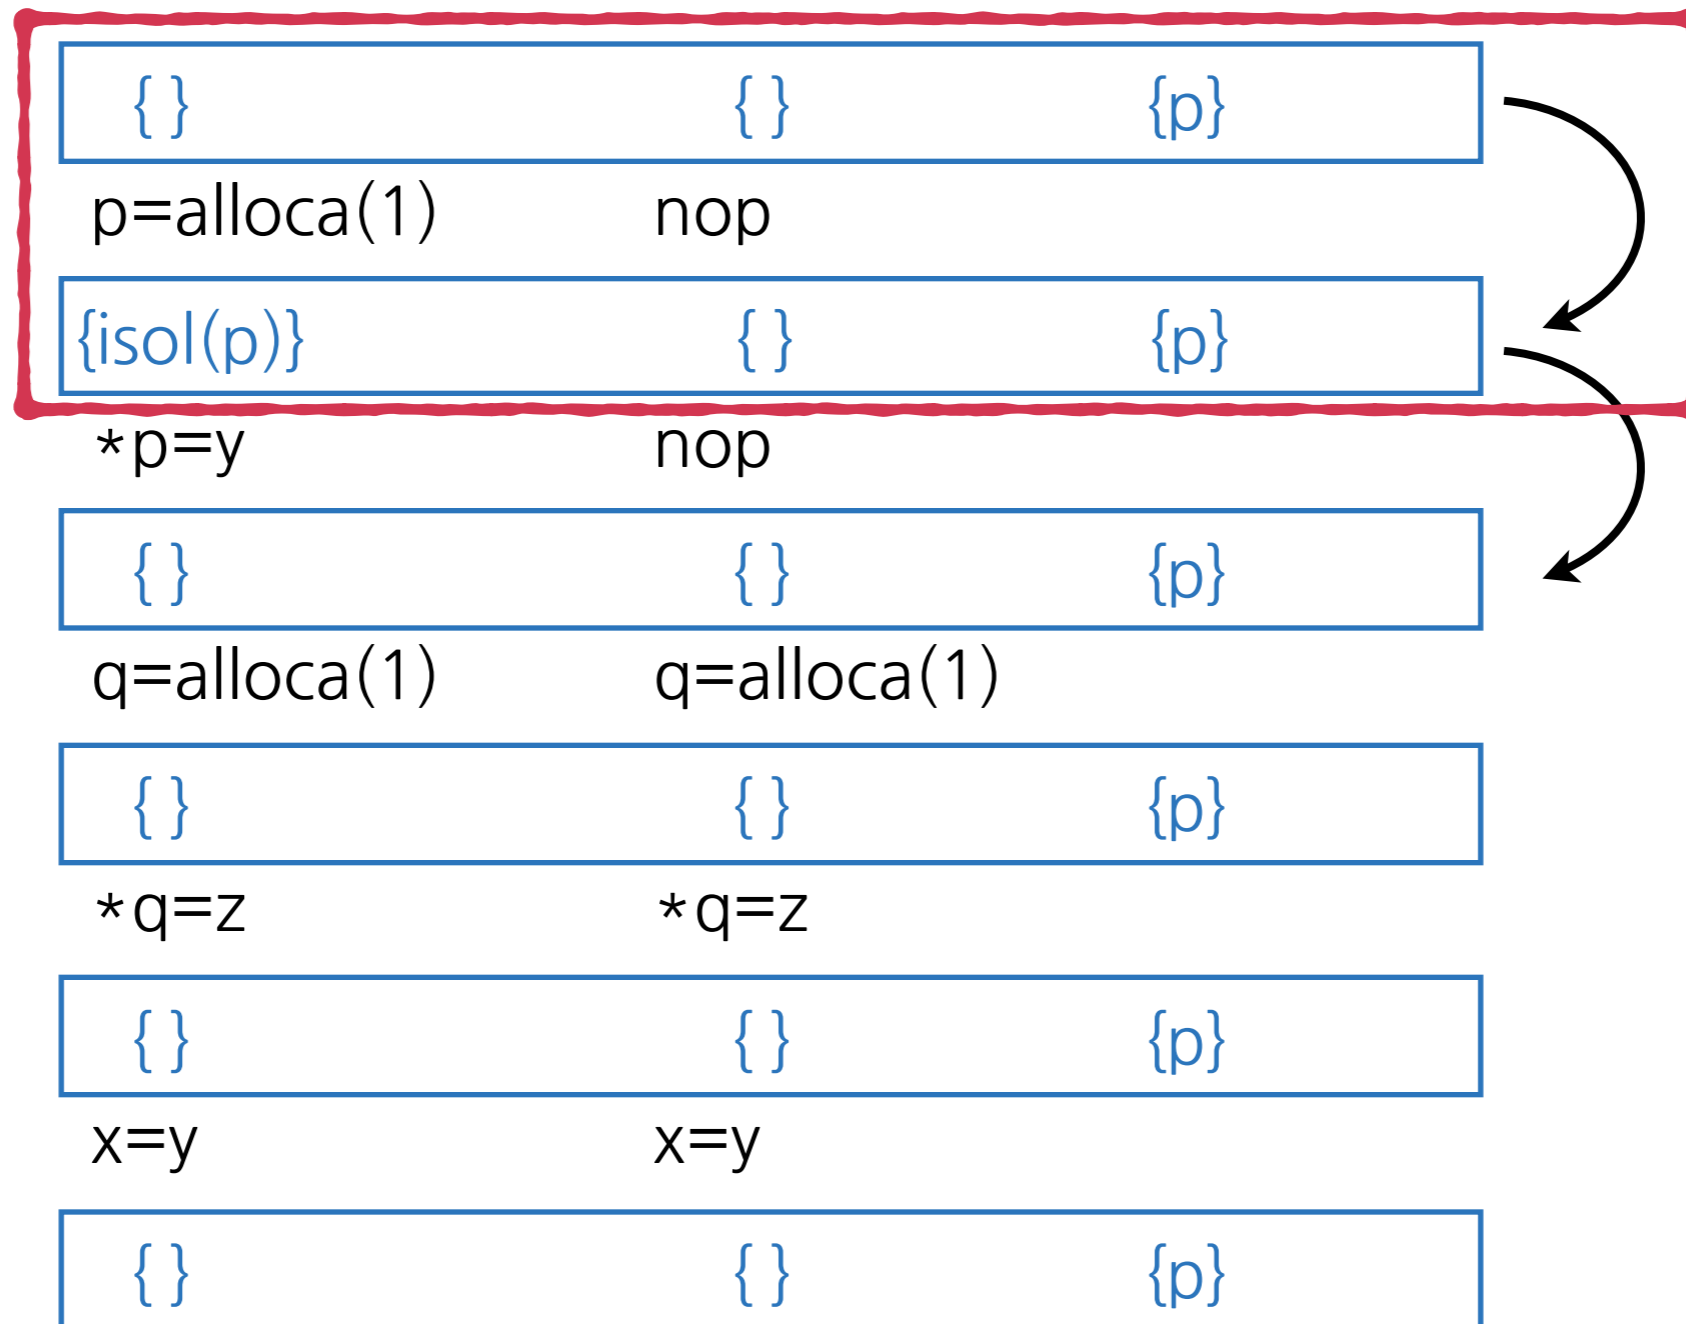 { } { } {p}
p=alloca(1) nop
{isol(p)} { } {p}
*p=y nop
{ } { } {p}
q=alloca(1) q=alloca(1)
{ } { } {p}
*q=z *q=z
{ } { } {p}
x=y x=y
{ } { } {p}